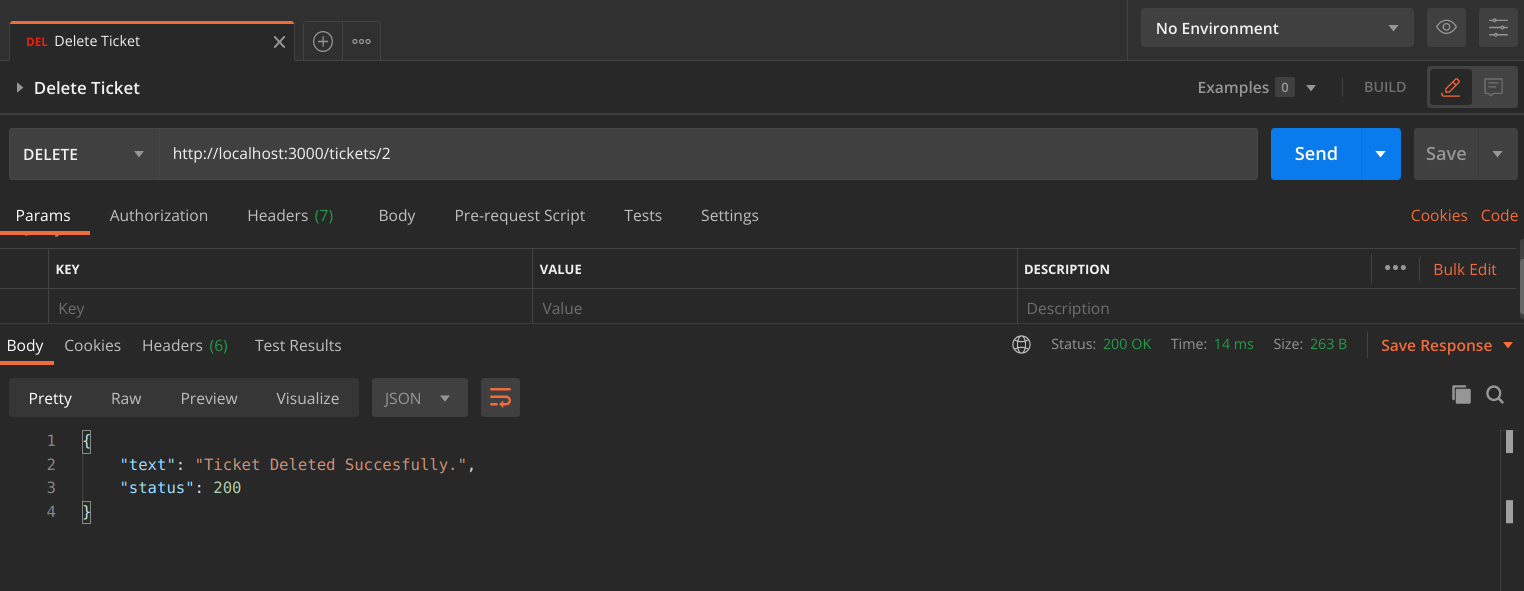 DEL Delete Ticket
No Environment
Delete Ticket
Examples 0
BUILD
DELETE http://localhost:3000/tickets/2 Send Save
Params Authorization Headers (7) Body Pre-request Script Tests Settings Cookies Code
KEY VALUE DESCRIPTION Bulk Edit
Key Value Description
Body Cookies Headers (6) Test Results Status: 200 OK Time: 14 ms Size: 263 B Save Response
Pretty Raw Preview Visualize JSON
1 {
2 "text": "Ticket Deleted Succesfully.",
3 "status": 200
4 }